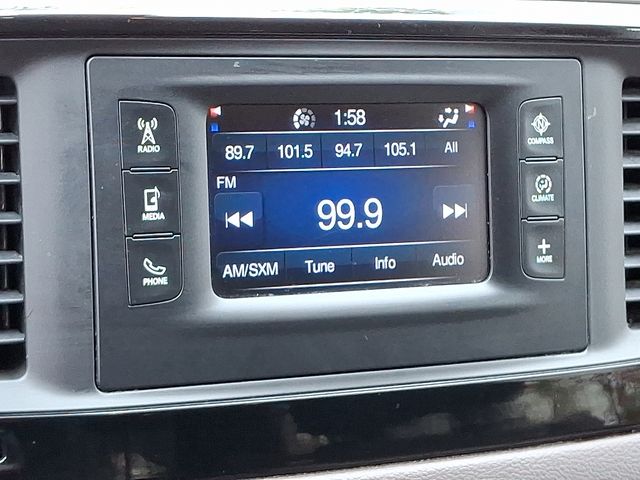 1:58
89.7 101.5 94.7 105.1 All
FM
99.9
AM/SXM Tune Info Audio
RADIO
MEDIA
PHONE
N
COMPASS
CLIMATE
MORE